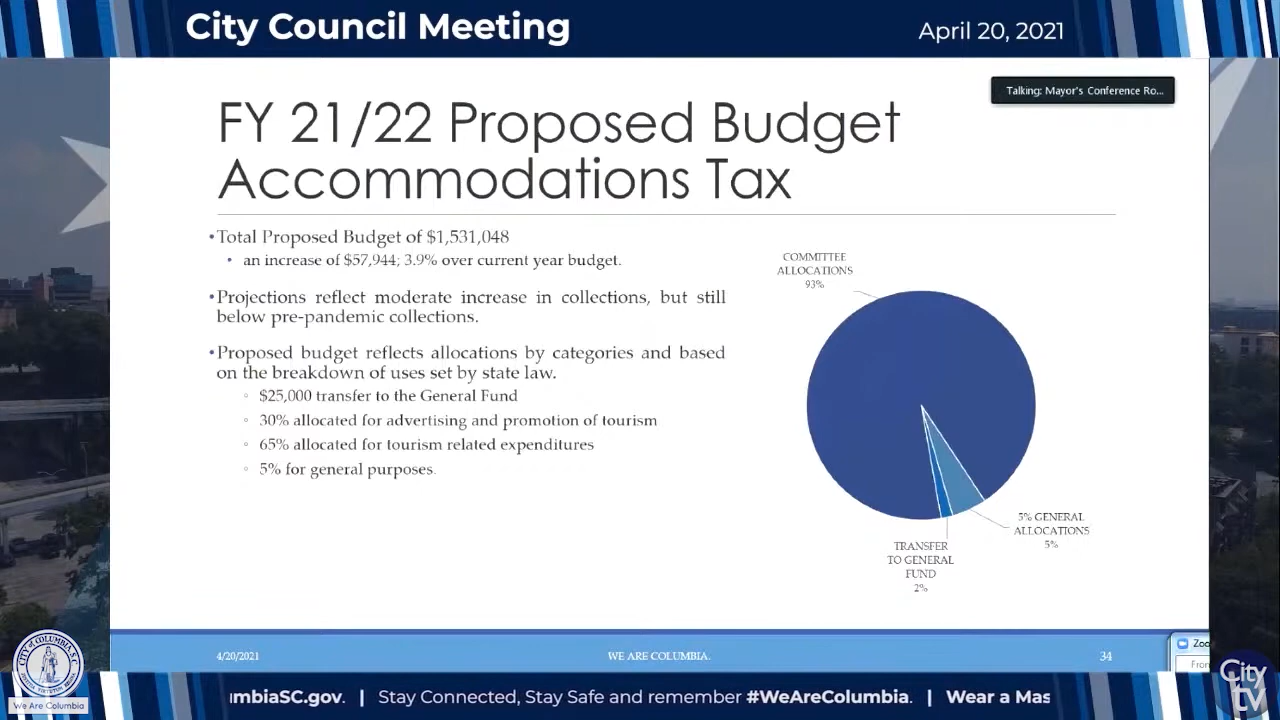 City Council Meeting
April 20, 2021
Talking: Mayor's Conference Ro...
FY 21/22 Proposed Budget
Accommodations Tax
•Total Proposed Budget of $1,531,048
• an increase of $57,944; 3.9% over current year budget.
•Projections reflect moderate increase in collections, but still
below pre-pandemic collections.
•Proposed budget reflects allocations by categories and based
on the breakdown of uses set by state law.
◦ $25,000 transfer to the General Fund
◦ 30% allocated for advertising and promotion of tourism
◦ 65% allocated for tourism related expenditures
◦ 5% for general purposes.
COMMITTEE
ALLOCATIONS
93%
5% GENERAL
ALLOCATIONS
5%
TRANSFER
TO GENERAL
FUND
2%
4/20/2021
WE ARE COLUMBIA.
34
Zoo
From
We Are Columbia
umbiaSC.gov. | Stay Connected, Stay Safe and remember #WeAreColumbia. | Wear a Mas
City
tv